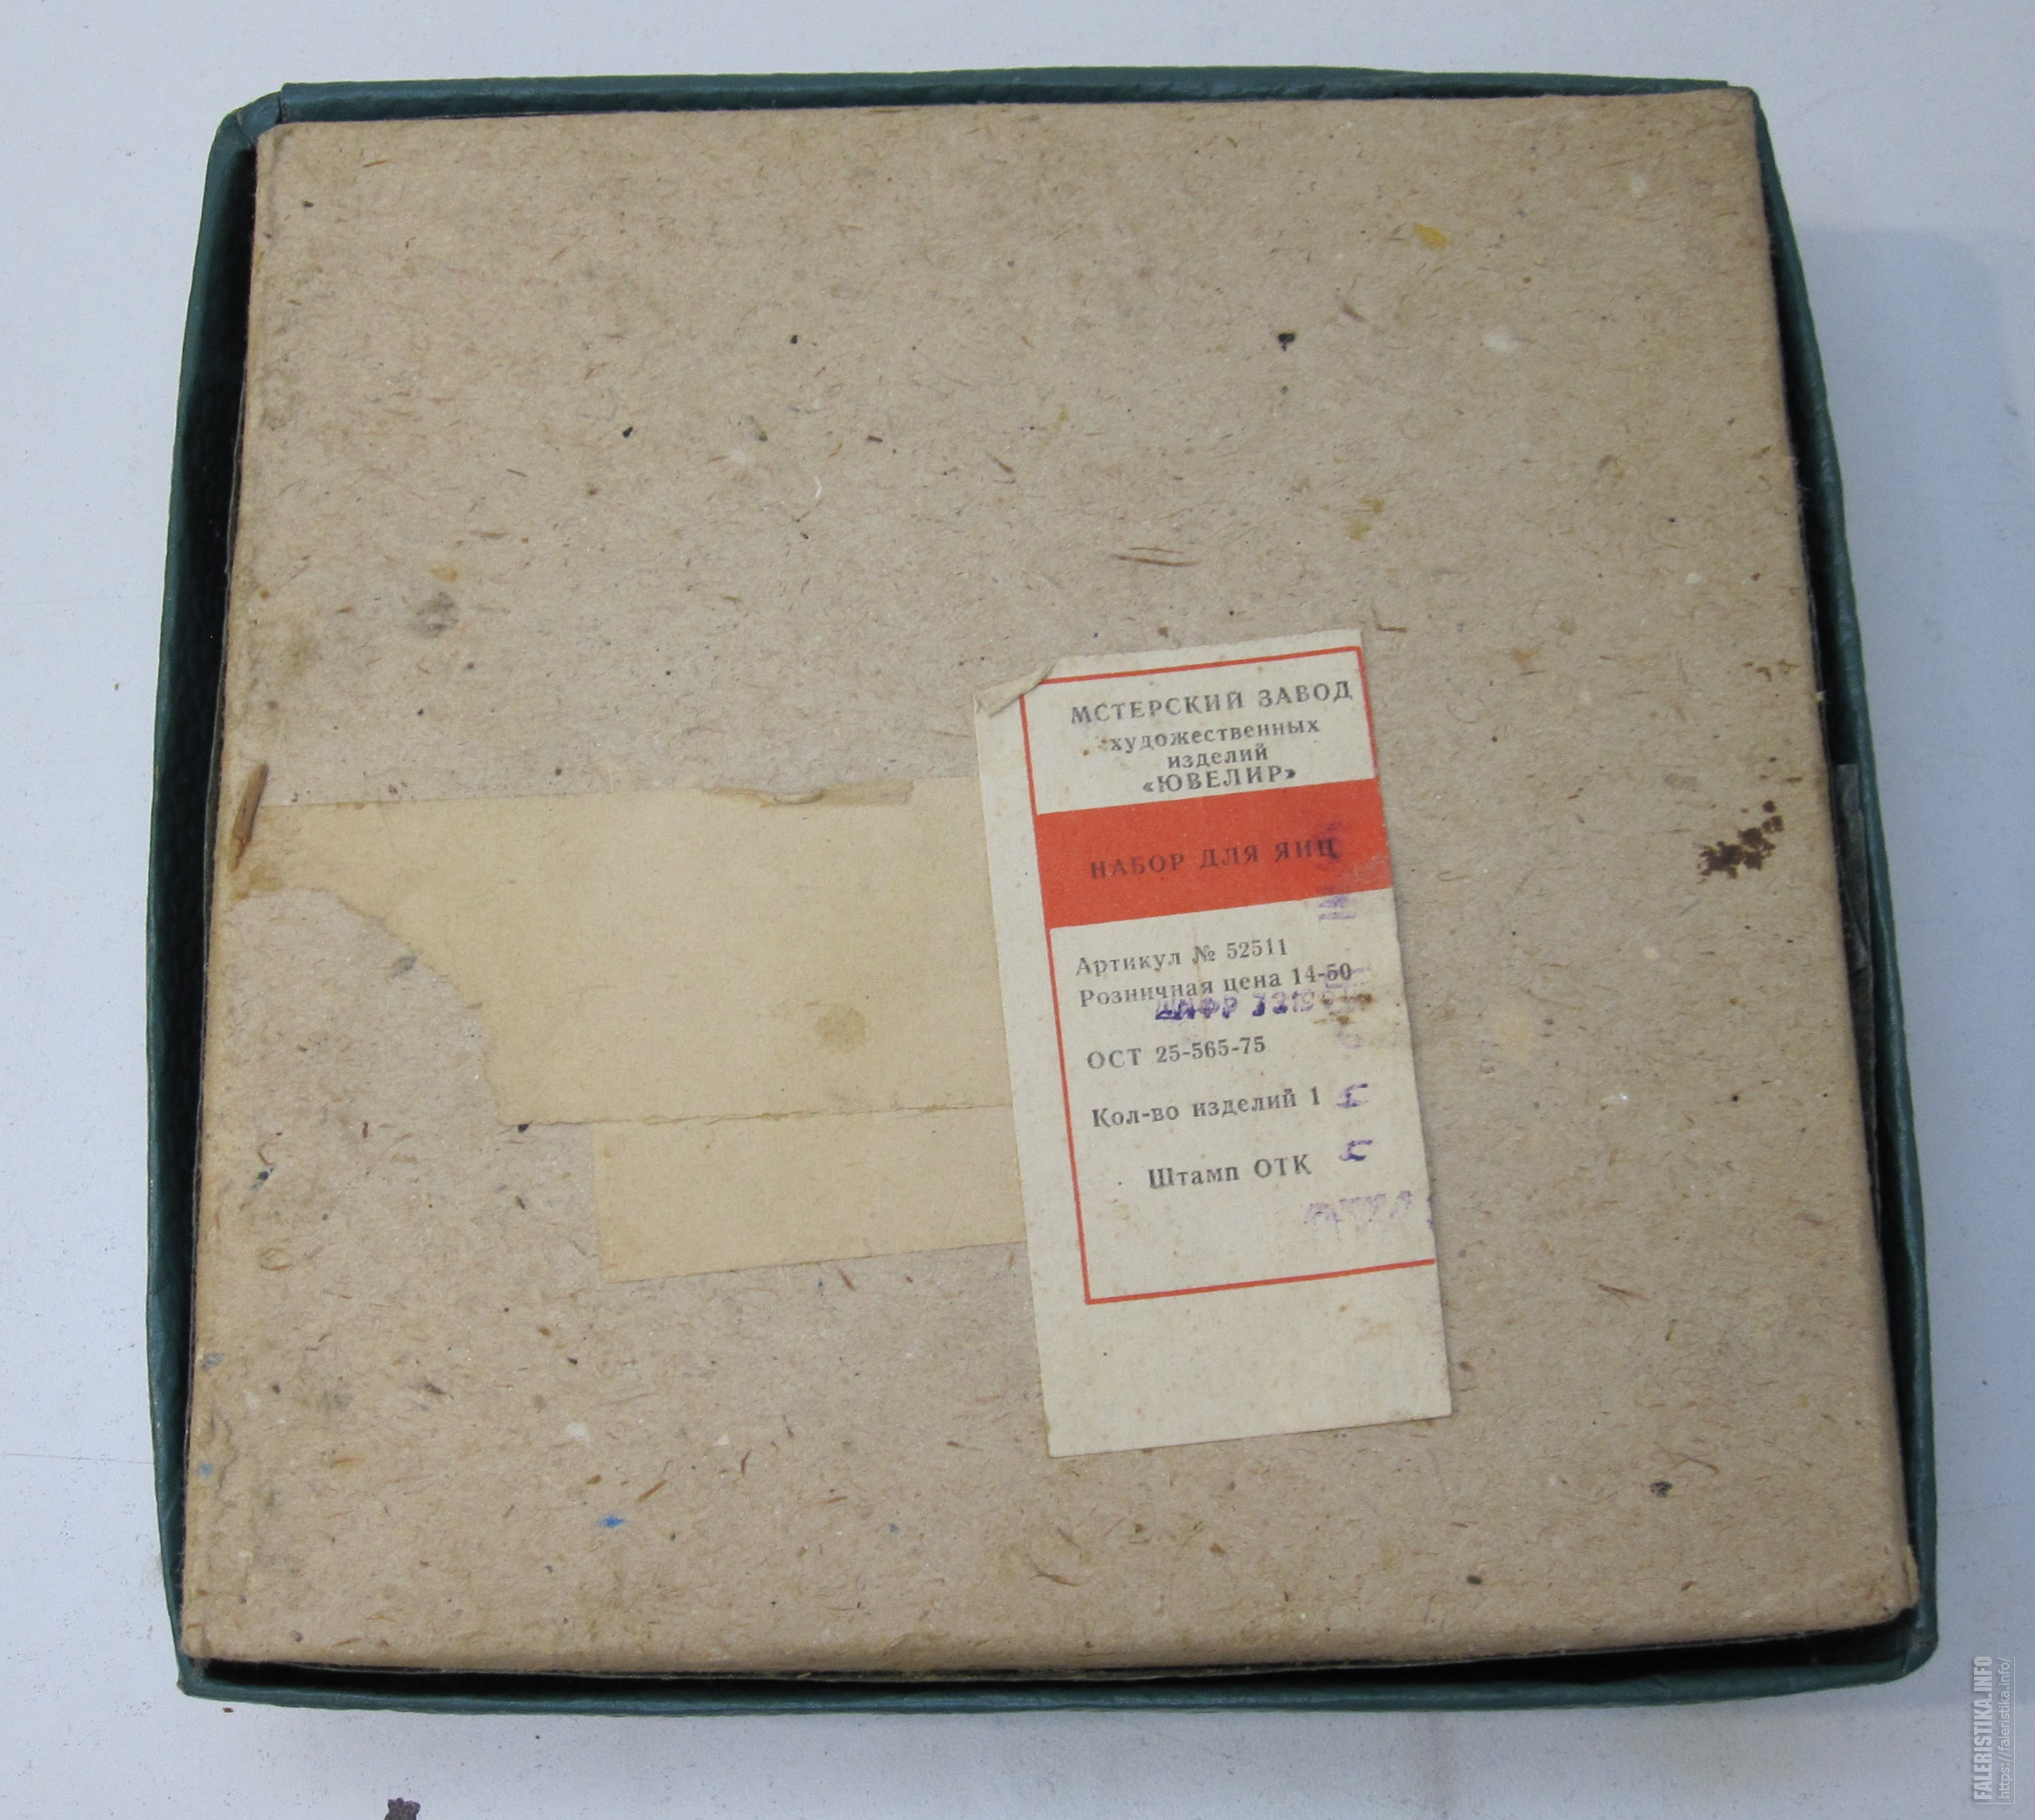 МСТЕРСКИЙ ЗАВОД
художественных
изделий
«ЮВЕЛИР»
НАБОР ДЛЯ ЯИЦ
Артикул № 52511
Розничная цена 14-50
ШИФР
ОСТ 25-565-75
Кол-во изделий 1
Штамп ОТК
FALERISTIKA.INFO
https://faleristika.info/